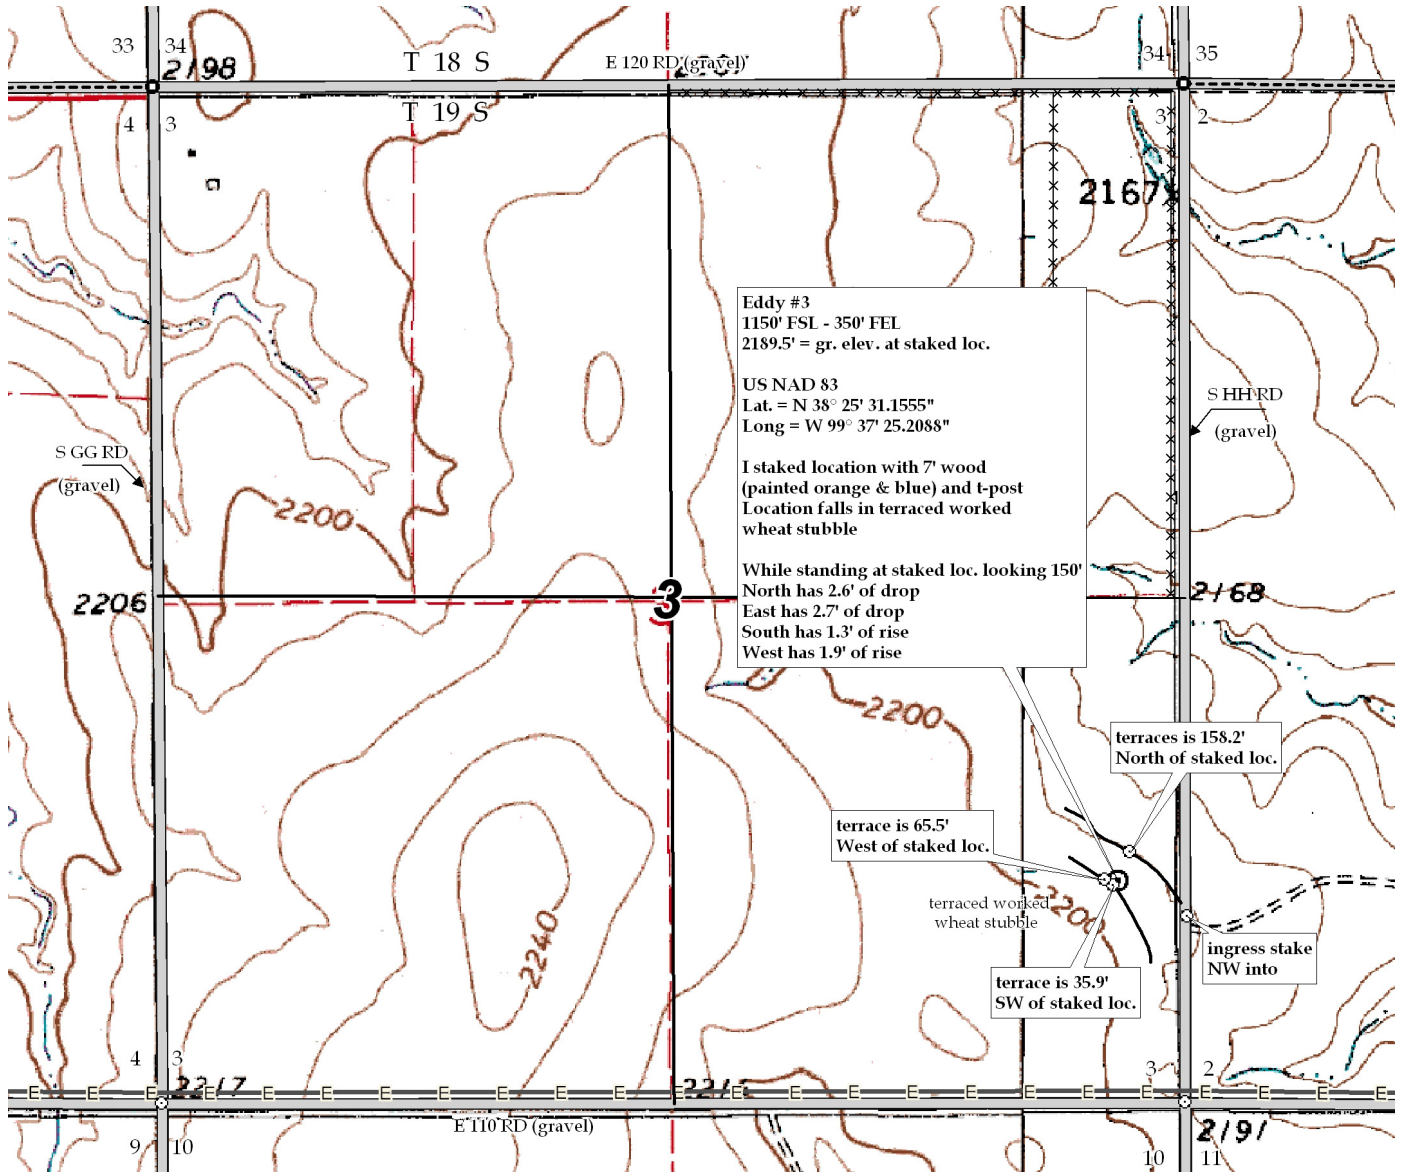 33
34
2198
T 18 S
E 120 RD (gravel)
34
35
4
3
T 19 S
3
2
2167
Eddy #3
1150' FSL - 350' FEL
2189.5' = gr. elev. at staked loc.
US NAD 83
Lat. = N 38° 25' 31.1555"
Long = W 99° 37' 25.2088"
I staked location with 7' wood
(painted orange & blue) and t-post
Location falls in terraced worked
wheat stubble
While standing at staked loc. looking 150'
North has 2.6' of drop
East has 2.7' of drop
South has 1.3' of rise
West has 1.9' of rise
S HH RD
(gravel)
S GG RD
(gravel)
2200
2206
3
2168
2200
terraces is 158.2'
North of staked loc.
terrace is 65.5'
West of staked loc.
terraced worked
wheat stubble
2200
2240
ingress stake
NW into
terrace is 35.9'
SW of staked loc.
4
3
3
2
2217
E E E E E E E E E E E E E E E E E E E E E E E E
E 110 RD (gravel)
2191
9
10
10
11